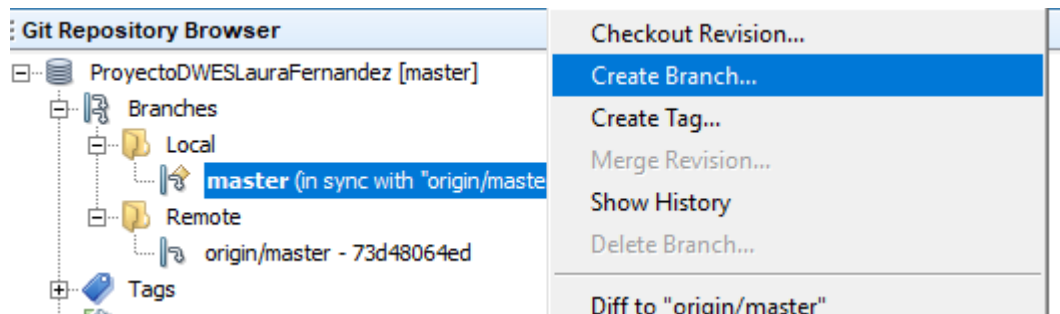 Git Repository Browser
ProyectoDWESLauraFernandez [master]
Branches
Local
master (in sync with "origin/maste
Remote
origin/master - 73d48064ed
Tags
Checkout Revision...
Create Branch...
Create Tag...
Merge Revision...
Show History
Delete Branch...
Diff to "origin/master"